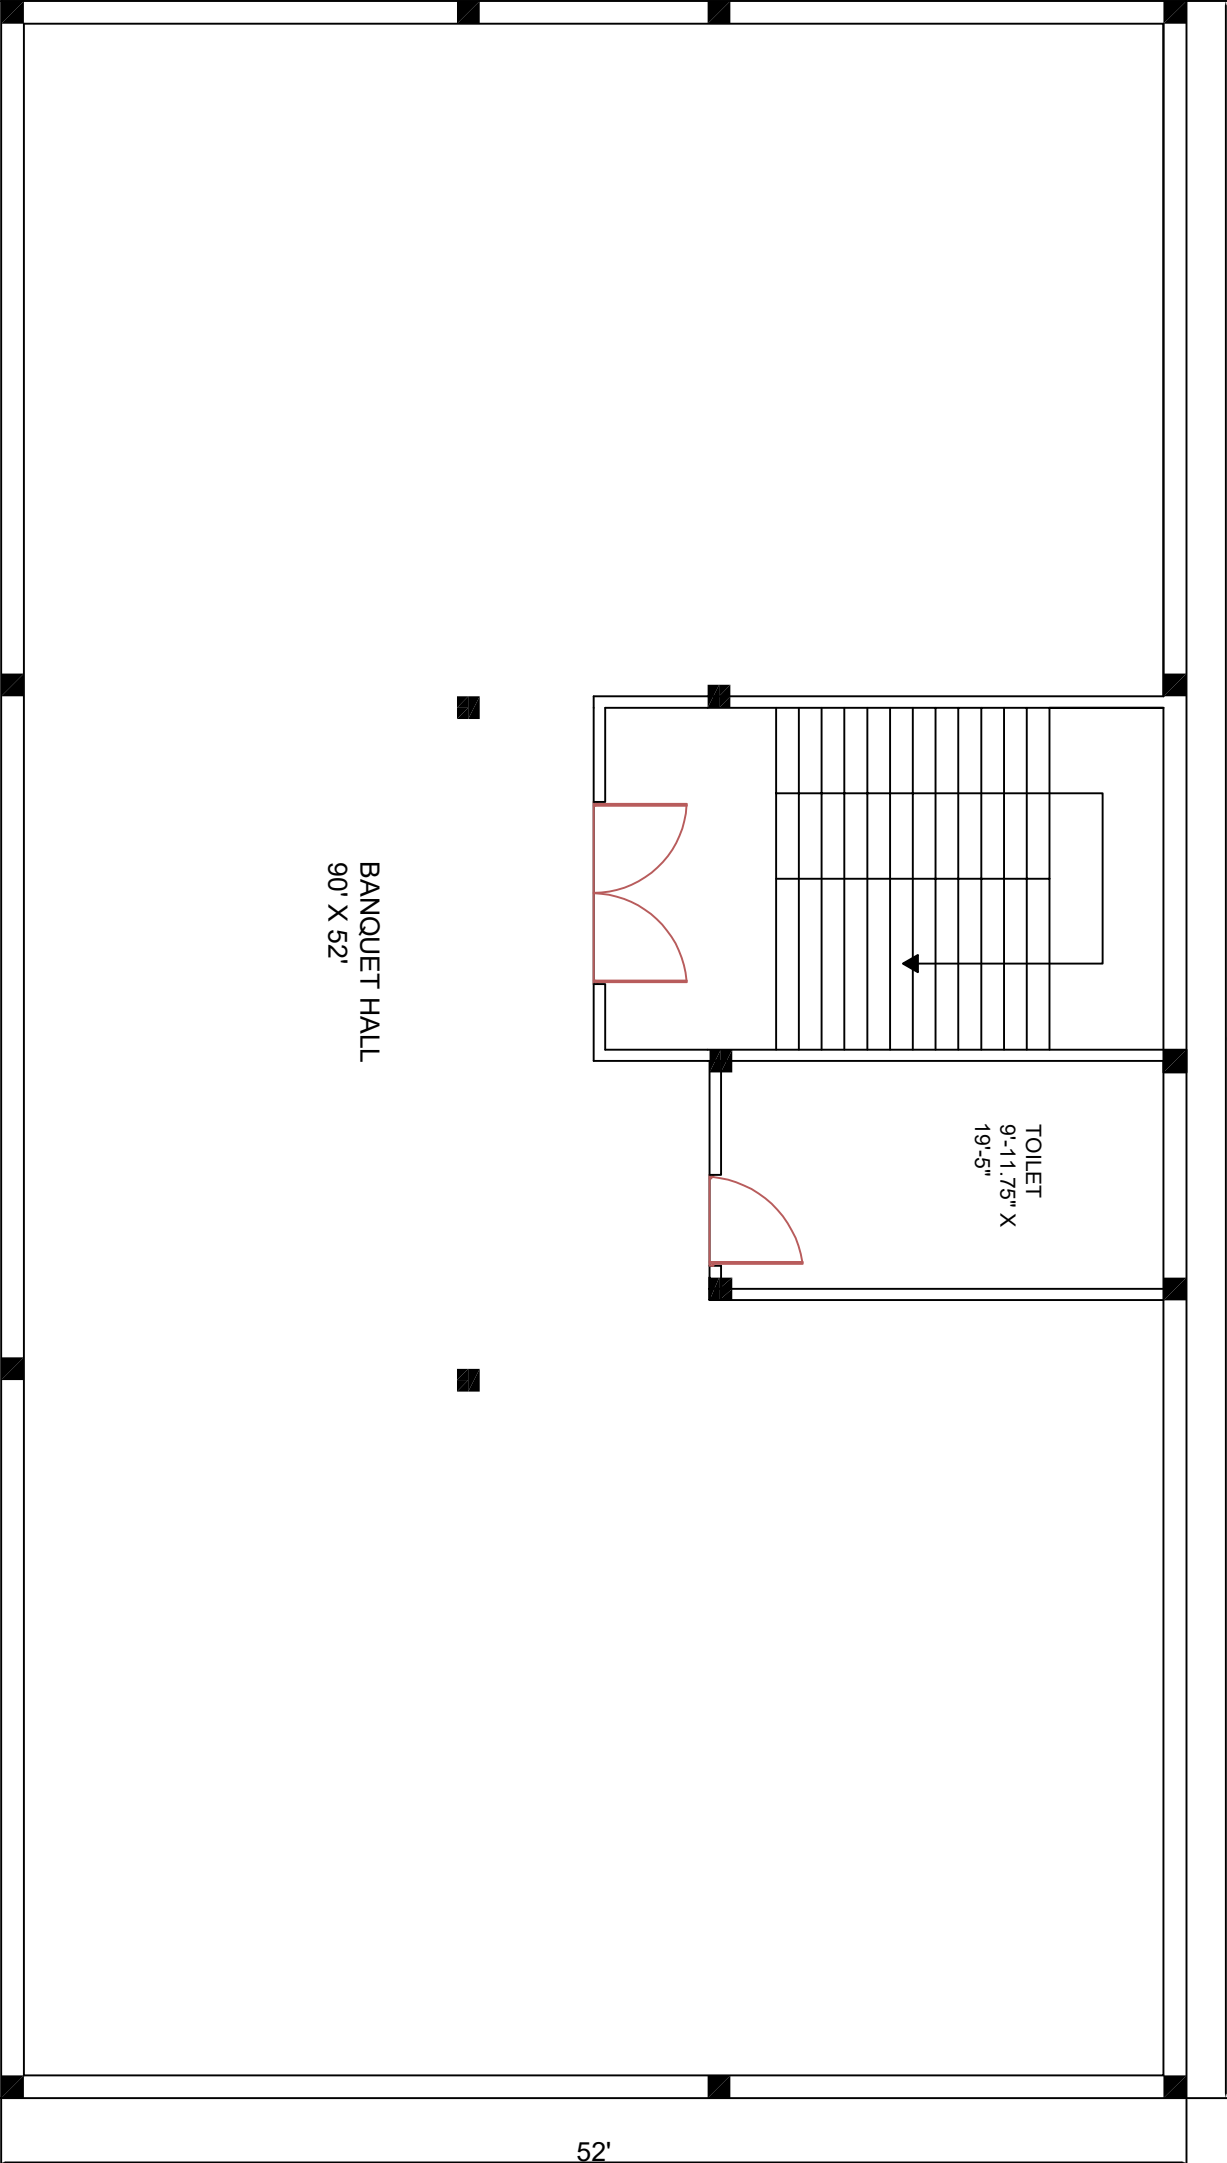 BANQUET HALL
90' X 52'
TOILET
9'-11.75" X
19'-5"
52'